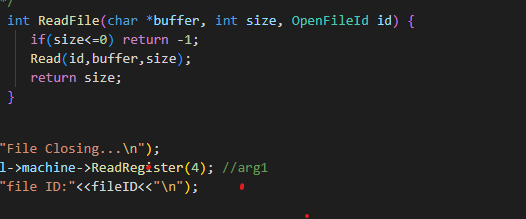 */
int ReadFile(char *buffer, int size, OpenFileId id) {
if(size<=0) return -1;
Read(id,buffer,size);
return size;
}
"File Closing...\n");
l->machine->ReadRegister(4); //arg1
"file ID:"<<fileID<<"\n");